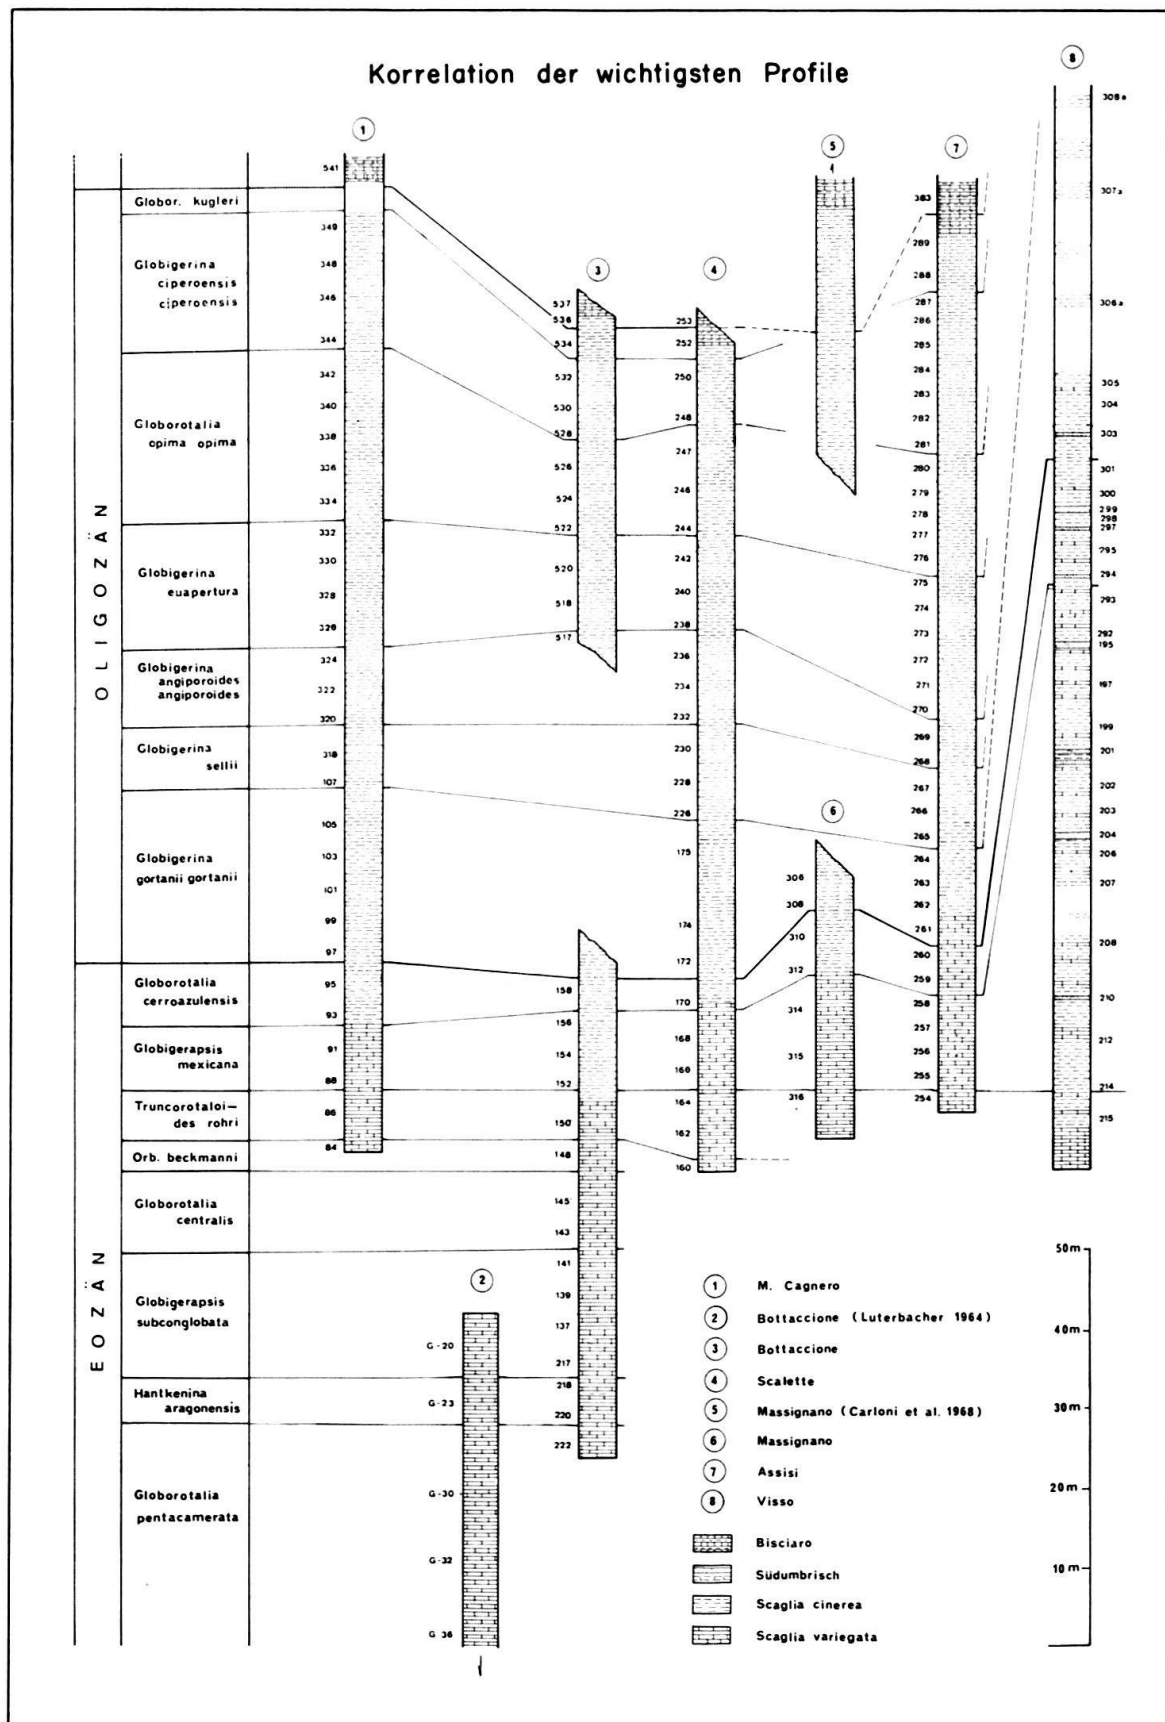 Korrelation der wichtigsten Profile
OLIGOZÄN
EOZÄN
Globor. kugleri
Globigerina
ciperoensis
ciperoensis
Globorotalia
opima opima
Globigerina
euapertura
Globigerina
angiporoides
angiporoides
Globigerina
sellii
Globigerina
gortanii gortanii
Globorotalia
cerroazulensis
Globigerapsis
mexicana
Truncorotaloi–
des rohri
Orb. beckmanni
Globorotalia
centralis
Globigerapsis
subconglobata
Hantkenina
aragonensis
Globorotalia
pentacamerata
1
541
349
348
346
344
342
340
338
336
334
332
330
328
326
324
322
320
318
107
105
103
101
99
97
95
93
91
88
86
84
2
G-20
G-23
G-30
G-32
G 36
3
537
536
534
532
530
528
526
524
522
520
518
517
158
156
154
152
150
148
145
143
141
139
137
217
218
220
222
4
253
252
250
248
247
246
244
242
240
238
236
234
232
230
228
226
175
174
172
170
168
166
164
162
160
5
6
306
308
310
312
314
315
316
7
383
289
288
287
286
285
284
283
282
281
280
279
278
277
276
275
274
273
272
271
270
269
268
267
266
265
264
263
262
261
260
259
258
257
256
255
254
8
308a
307a
306a
305
304
303
301
300
299
298
297
295
294
293
292
195
197
199
201
202
203
204
206
207
208
210
212
214
215
1 M. Cagnero
2 Bottaccione (Luterbacher 1964)
3 Bottaccione
4 Scalette
5 Massignano (Carloni et al. 1968)
6 Massignano
7 Assisi
8 Visso
Bisciaro
Südumbrisch
Scaglia cinerea
Scaglia variegata
50m
40m
30m
20m
10m